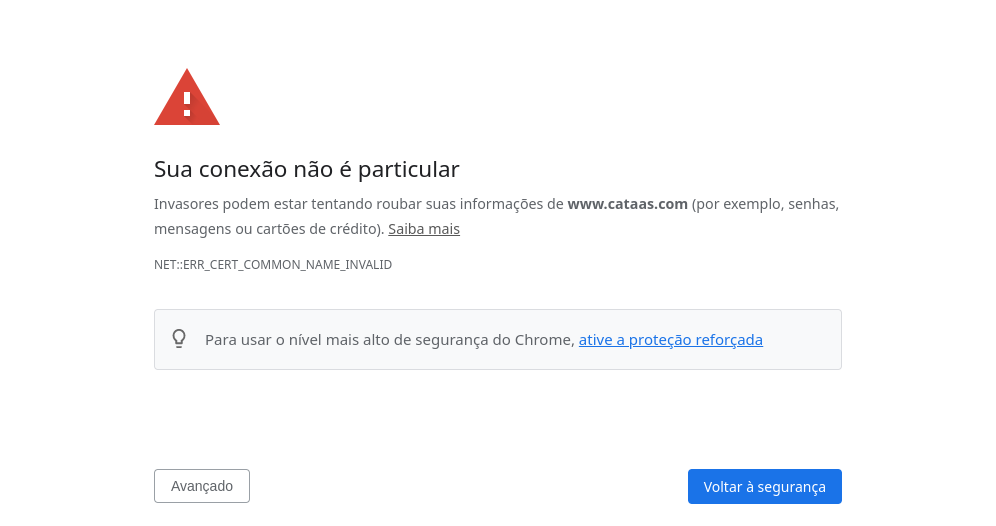 Sua conexão não é particular
Invasores podem estar tentando roubar suas informações de www.cataas.com (por exemplo, senhas,
mensagens ou cartões de crédito). Saiba mais
NET::ERR_CERT_COMMON_NAME_INVALID
Para usar o nível mais alto de segurança do Chrome, ative a proteção reforçada
Avançado
Voltar à segurança